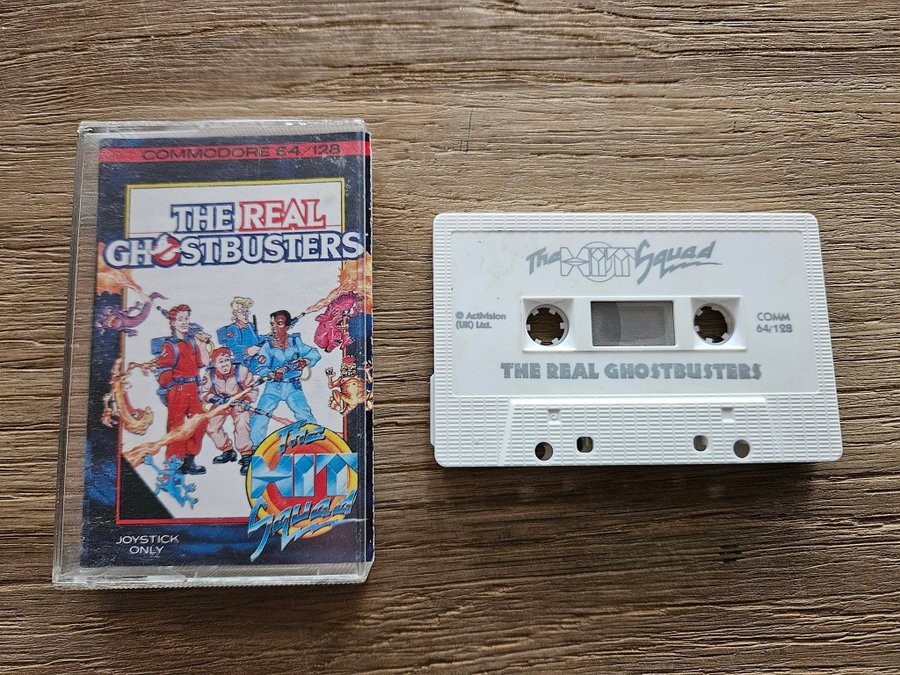 COMMODORE 64/128
THE REAL
GHOSTBUSTERS
The
HIT
Squad
JOYSTICK
ONLY
The HIT Squad
© Activision
(UK) Ltd.
COMM
64/128
THE REAL GHOSTBUSTERS